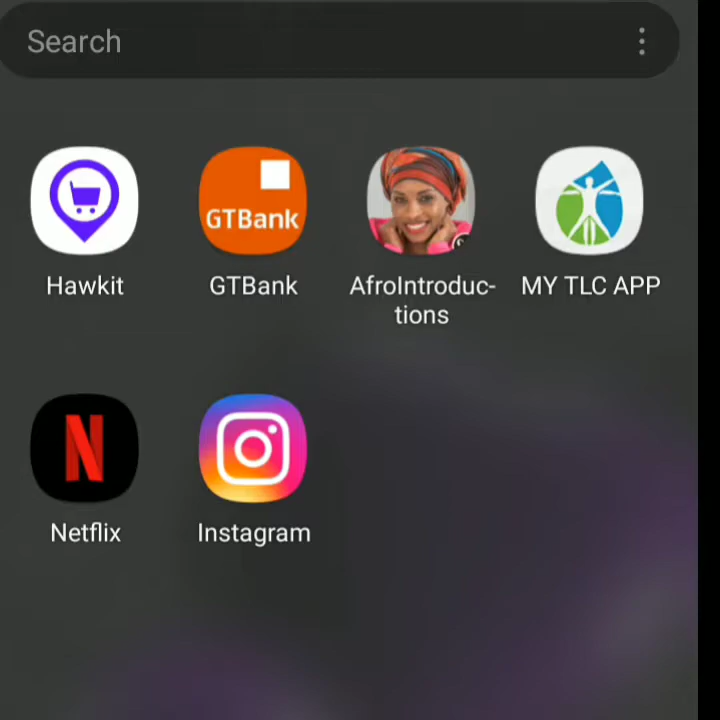 Search
GTBank
Hawkit
GTBank
AfroIntroduc-
tions
MY TLC APP
N
Netflix
Instagram